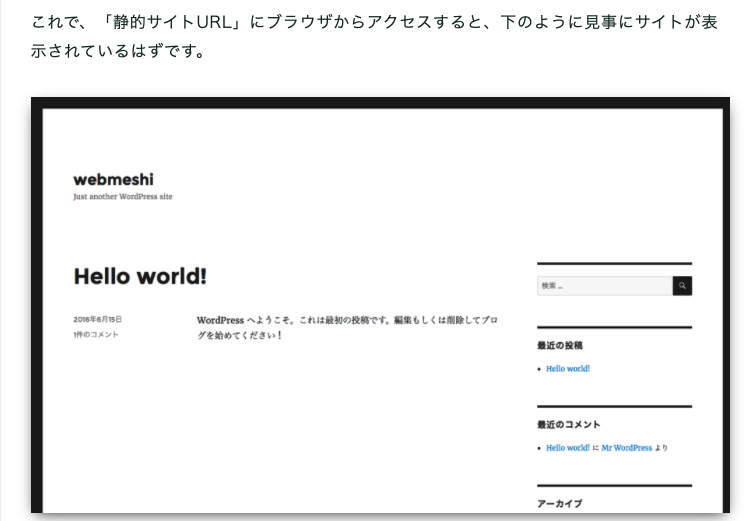 これで、「静的サイトURL」にブラウザからアクセスすると、下のように見事にサイトが表
示されているはずです。
webmeshi
Just another WordPress site
Hello world!
2016年6月15日
1件のコメント
WordPress へようこそ。これは最初の投稿です。編集もしくは削除してブロ
グを始めてください！
検索 ...
最近の投稿
• Hello world!
最近のコメント
• Hello world! に Mr WordPress より
アーカイブ